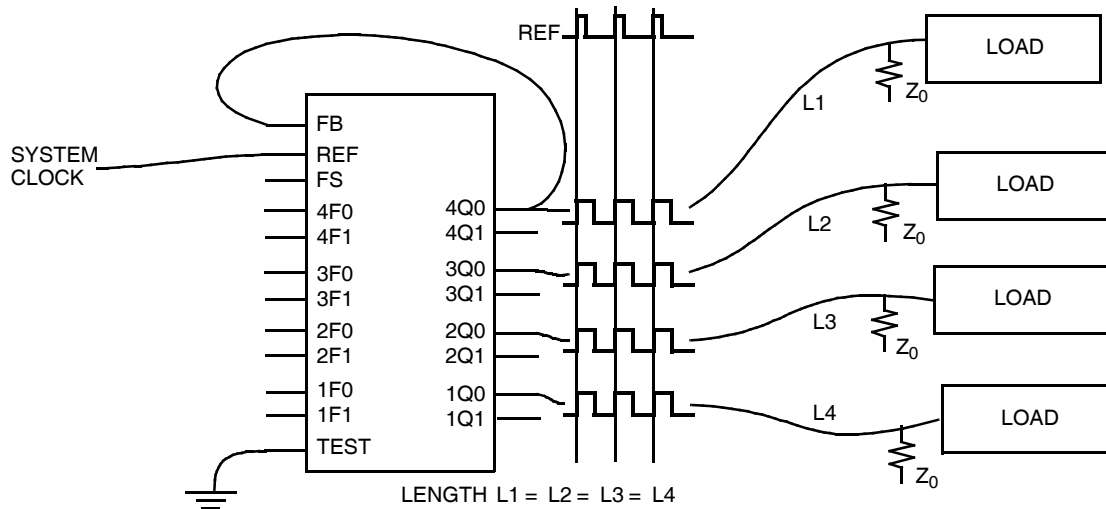 REF
LOAD
L1
Z0
FB
SYSTEM
CLOCK
REF
FS
LOAD
4F0
4Q0
L2
Z0
4F1
4Q1
3F0
3Q0
3F1
3Q1
LOAD
L3
Z0
2F0
2Q0
2F1
2Q1
1F0
1Q0
1F1
1Q1
L4
LOAD
Z0
TEST
LENGTH L1 = L2 = L3 = L4